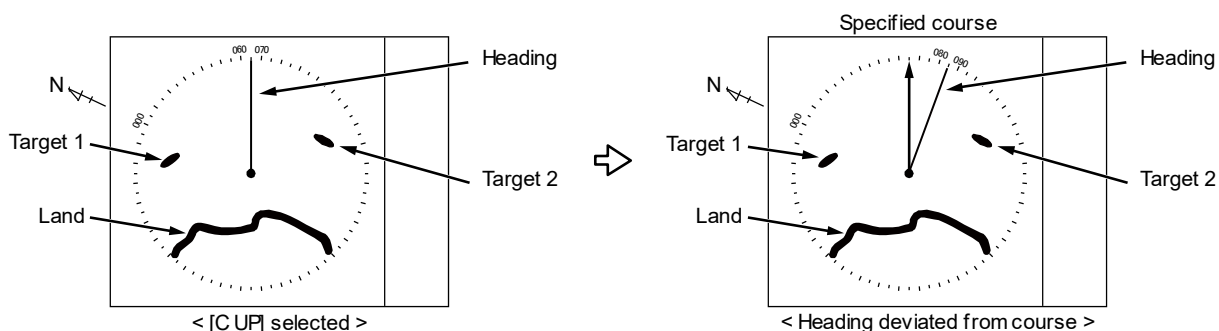 060 070
Heading
N
000
Target 1
Target 2
Land
< [C UP] selected >
Specified course
080 090
Heading
N
000
Target 1
Target 2
Land
< Heading deviated from course >